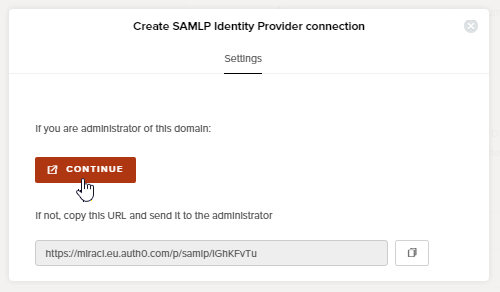 Create SAMLP Identity Provider connection
Settings
If you are administrator of this domain:
CONTINUE
If not, copy this URL and send it to the administrator
https://miracl.eu.auth0.com/p/samlp/IGhKFvTu